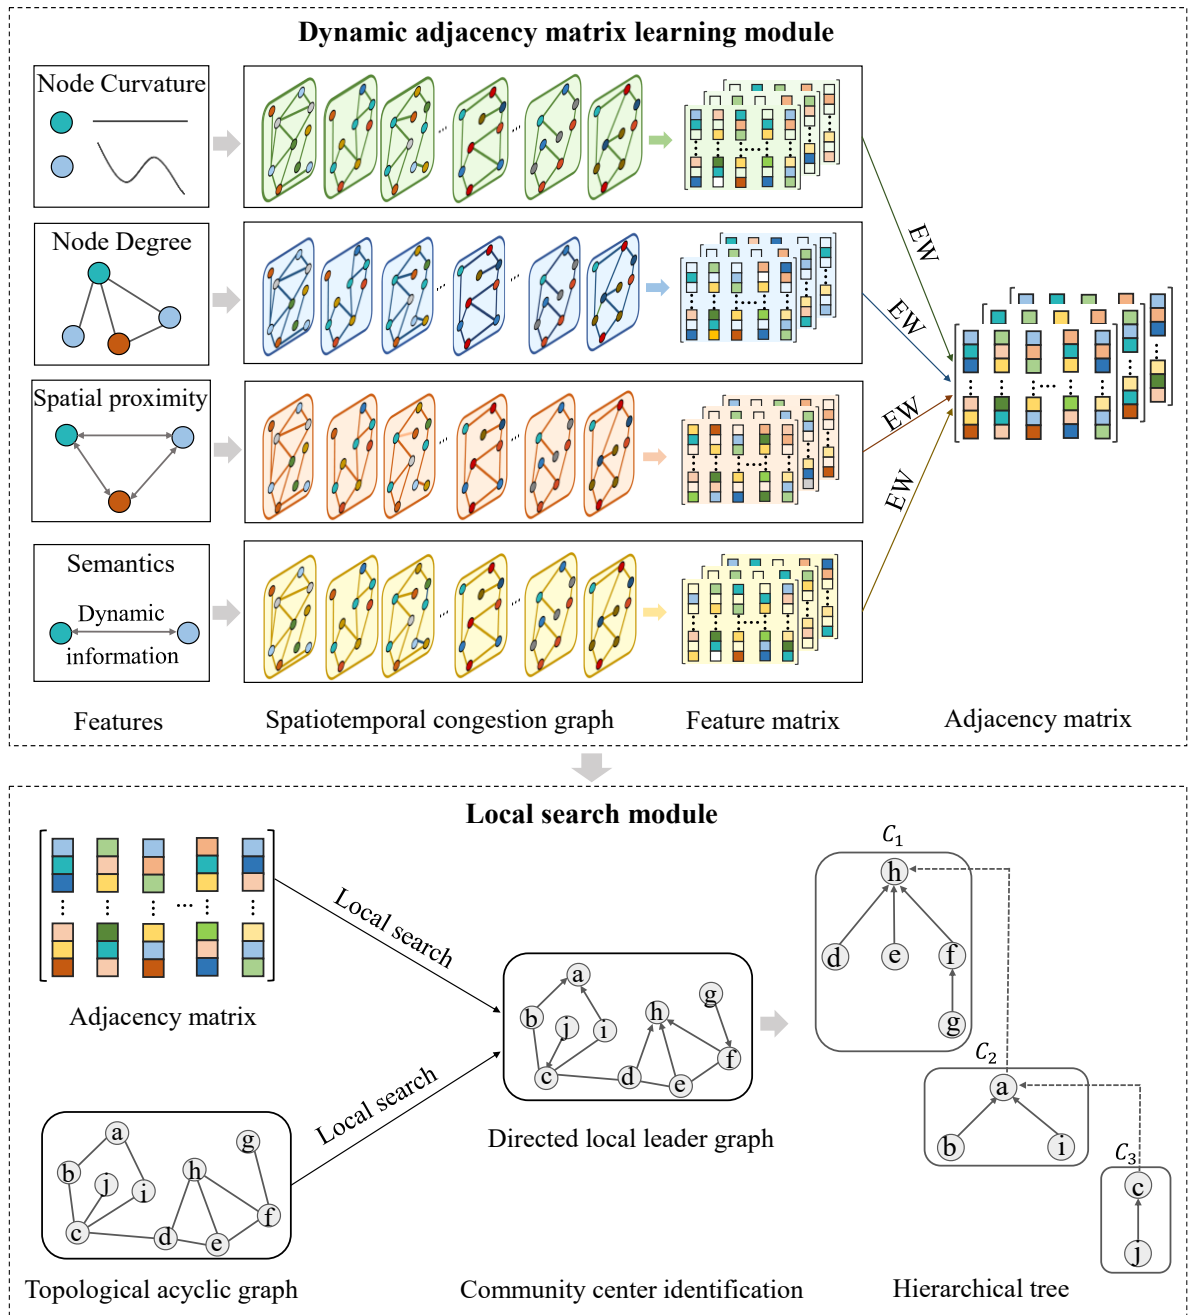 Dynamic adjacency matrix learning module
Node Curvature
Node Degree
Spatial proximity
Semantics
Dynamic
information
EW
EW
EW
EW
Features
Spatiotemporal congestion graph
Feature matrix
Adjacency matrix
Local search module
Adjacency matrix
Local search
Local search
a
b
j
i
c
d
h
e
f
g
Topological acyclic graph
a
b
j
i
c
d
h
e
f
g
Directed local leader graph
Community center identification
C₁
h
d
e
f
g
C₂
a
b
i
C₃
c
j
Hierarchical tree